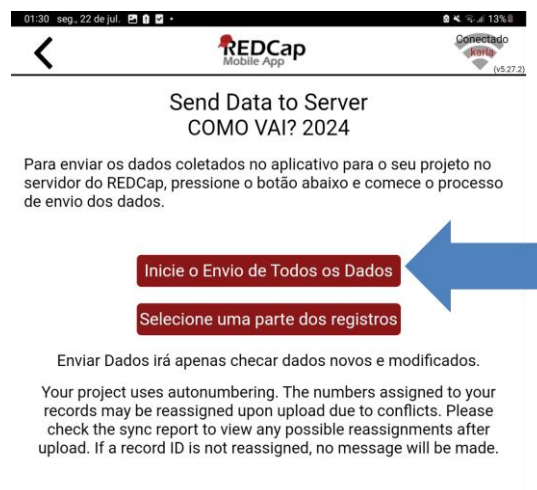 01:30 seg., 22 de jul.
13%
REDCap
Mobile App
Conectado
karla
(v5.27.2)
Send Data to Server
COMO VAI? 2024
Para enviar os dados coletados no aplicativo para o seu projeto no
servidor do REDCap, pressione o botão abaixo e comece o processo
de envio dos dados.
Inicie o Envio de Todos os Dados
Selecione uma parte dos registros
Enviar Dados irá apenas checar dados novos e modificados.
Your project uses autonumbering. The numbers assigned to your
records may be reassigned upon upload due to conflicts. Please
check the sync report to view any possible reassignments after
upload. If a record ID is not reassigned, no message will be made.